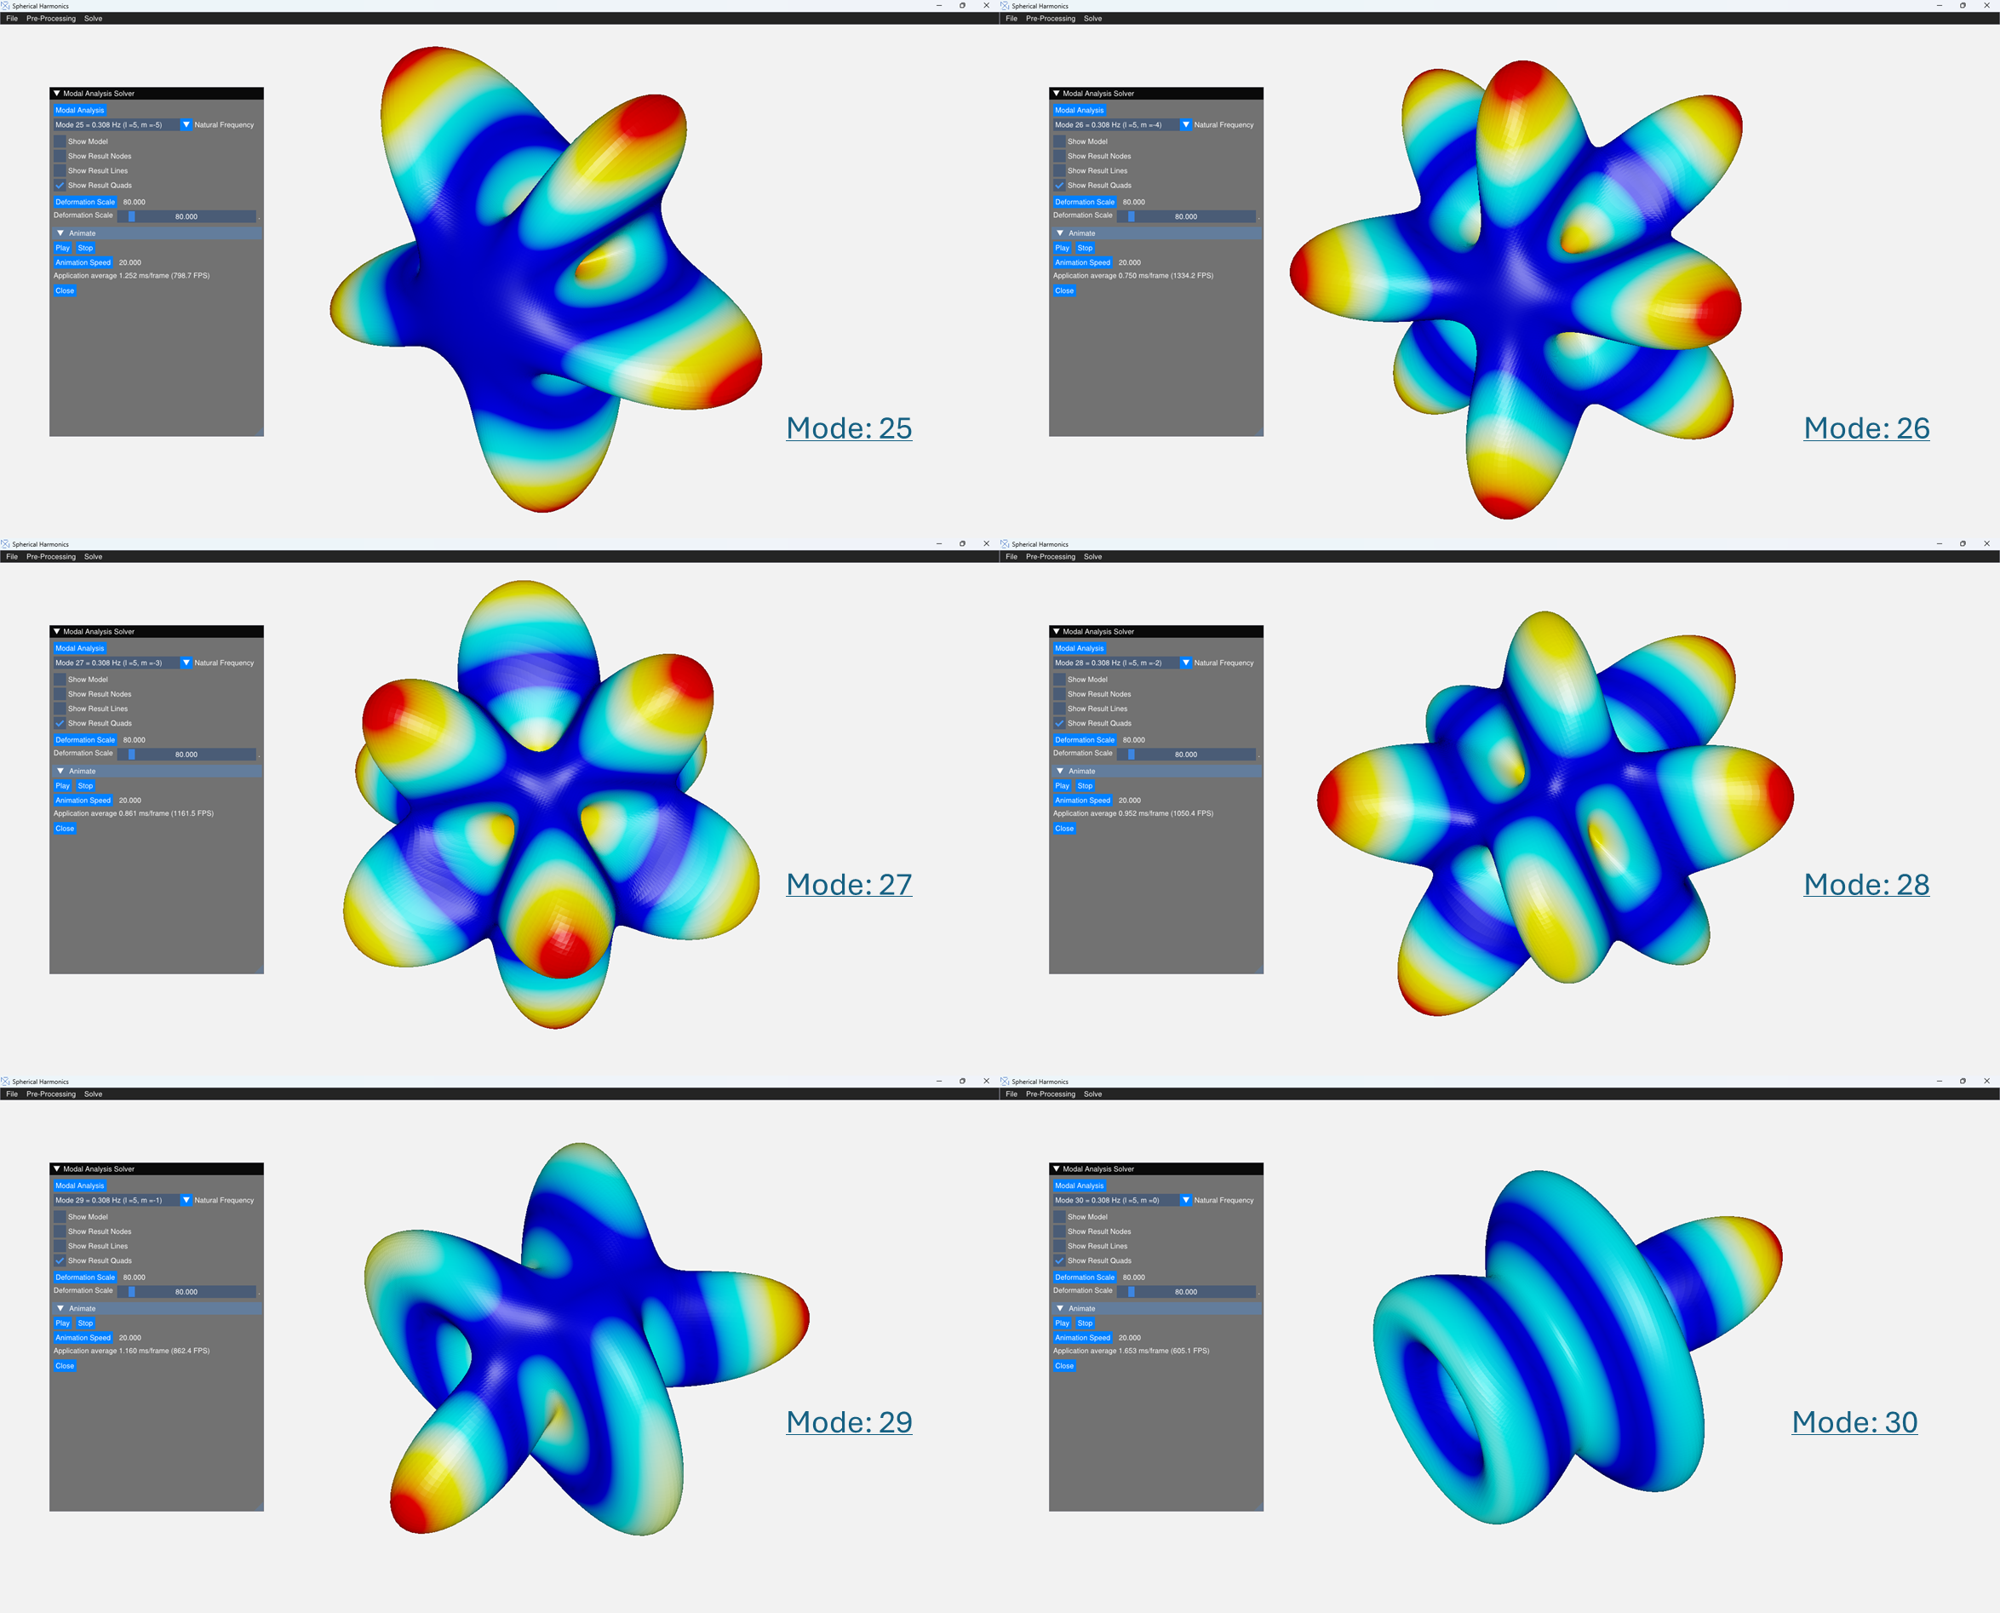 Spherical Harmonics
File Pre-Processing Solve
Modal Analysis Solver
Modal Analysis
Mode 25 = 0.308 Hz (l =5, m =-5) Natural Frequency
Show Model
Show Result Nodes
Show Result Lines
Show Result Quads
Deformation Scale 80.000
Deformation Scale 80.000 .
Animate
Play Stop
Animation Speed 20.000
Application average 1.252 ms/frame (798.7 FPS)
Close
Mode: 25
Spherical Harmonics
File Pre-Processing Solve
Modal Analysis Solver
Modal Analysis
Mode 26 = 0.308 Hz (l =5, m =-4) Natural Frequency
Show Model
Show Result Nodes
Show Result Lines
Show Result Quads
Deformation Scale 80.000
Deformation Scale 80.000 .
Animate
Play Stop
Animation Speed 20.000
Application average 0.750 ms/frame (1334.2 FPS)
Close
Mode: 26
Spherical Harmonics
File Pre-Processing Solve
Modal Analysis Solver
Modal Analysis
Mode 27 = 0.308 Hz (l =5, m =-3) Natural Frequency
Show Model
Show Result Nodes
Show Result Lines
Show Result Quads
Deformation Scale 80.000
Deformation Scale 80.000 .
Animate
Play Stop
Animation Speed 20.000
Application average 0.861 ms/frame (1161.5 FPS)
Close
Mode: 27
Spherical Harmonics
File Pre-Processing Solve
Modal Analysis Solver
Modal Analysis
Mode 28 = 0.308 Hz (l =5, m =-2) Natural Frequency
Show Model
Show Result Nodes
Show Result Lines
Show Result Quads
Deformation Scale 80.000
Deformation Scale 80.000 .
Animate
Play Stop
Animation Speed 20.000
Application average 0.952 ms/frame (1050.4 FPS)
Close
Mode: 28
Spherical Harmonics
File Pre-Processing Solve
Modal Analysis Solver
Modal Analysis
Mode 29 = 0.308 Hz (l =5, m =-1) Natural Frequency
Show Model
Show Result Nodes
Show Result Lines
Show Result Quads
Deformation Scale 80.000
Deformation Scale 80.000 .
Animate
Play Stop
Animation Speed 20.000
Application average 1.160 ms/frame (862.4 FPS)
Close
Mode: 29
Spherical Harmonics
File Pre-Processing Solve
Modal Analysis Solver
Modal Analysis
Mode 30 = 0.308 Hz (l =5, m =0) Natural Frequency
Show Model
Show Result Nodes
Show Result Lines
Show Result Quads
Deformation Scale 80.000
Deformation Scale 80.000 .
Animate
Play Stop
Animation Speed 20.000
Application average 1.653 ms/frame (605.1 FPS)
Close
Mode: 30